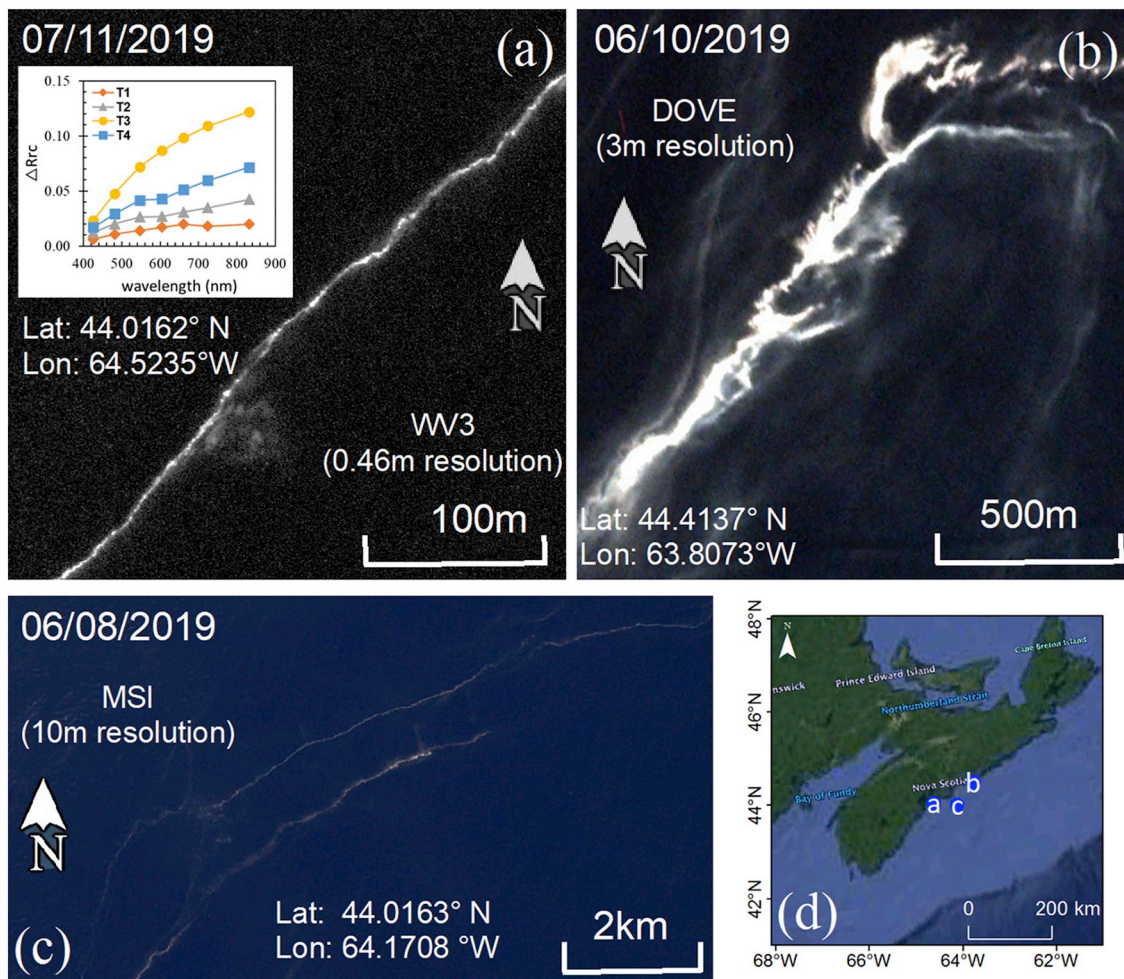 07/11/2019
(a)
0.15
0.10
0.05
0.00
△Rrc
T1
T2
T3
T4
400 500 600 700 800 900
wavelength (nm)
Lat: 44.0162° N
Lon: 64.5235°W
N
WV3
(0.46m resolution)
100m
06/10/2019
(b)
DOVE
(3m resolution)
N
Lat: 44.4137° N
Lon: 63.8073°W
500m
06/08/2019
MSI
(10m resolution)
N
Lat: 44.0163° N
Lon: 64.1708 °W
2km
(c)
48°N
46°N
44°N
42°N
N
Cape Breton Island
Prince Edward Island
nswick
Northumberland Strait
Nova Scotia
Bay of Fundy
b
a
c
(d)
0 200 km
68°W 66°W 64°W 62°W